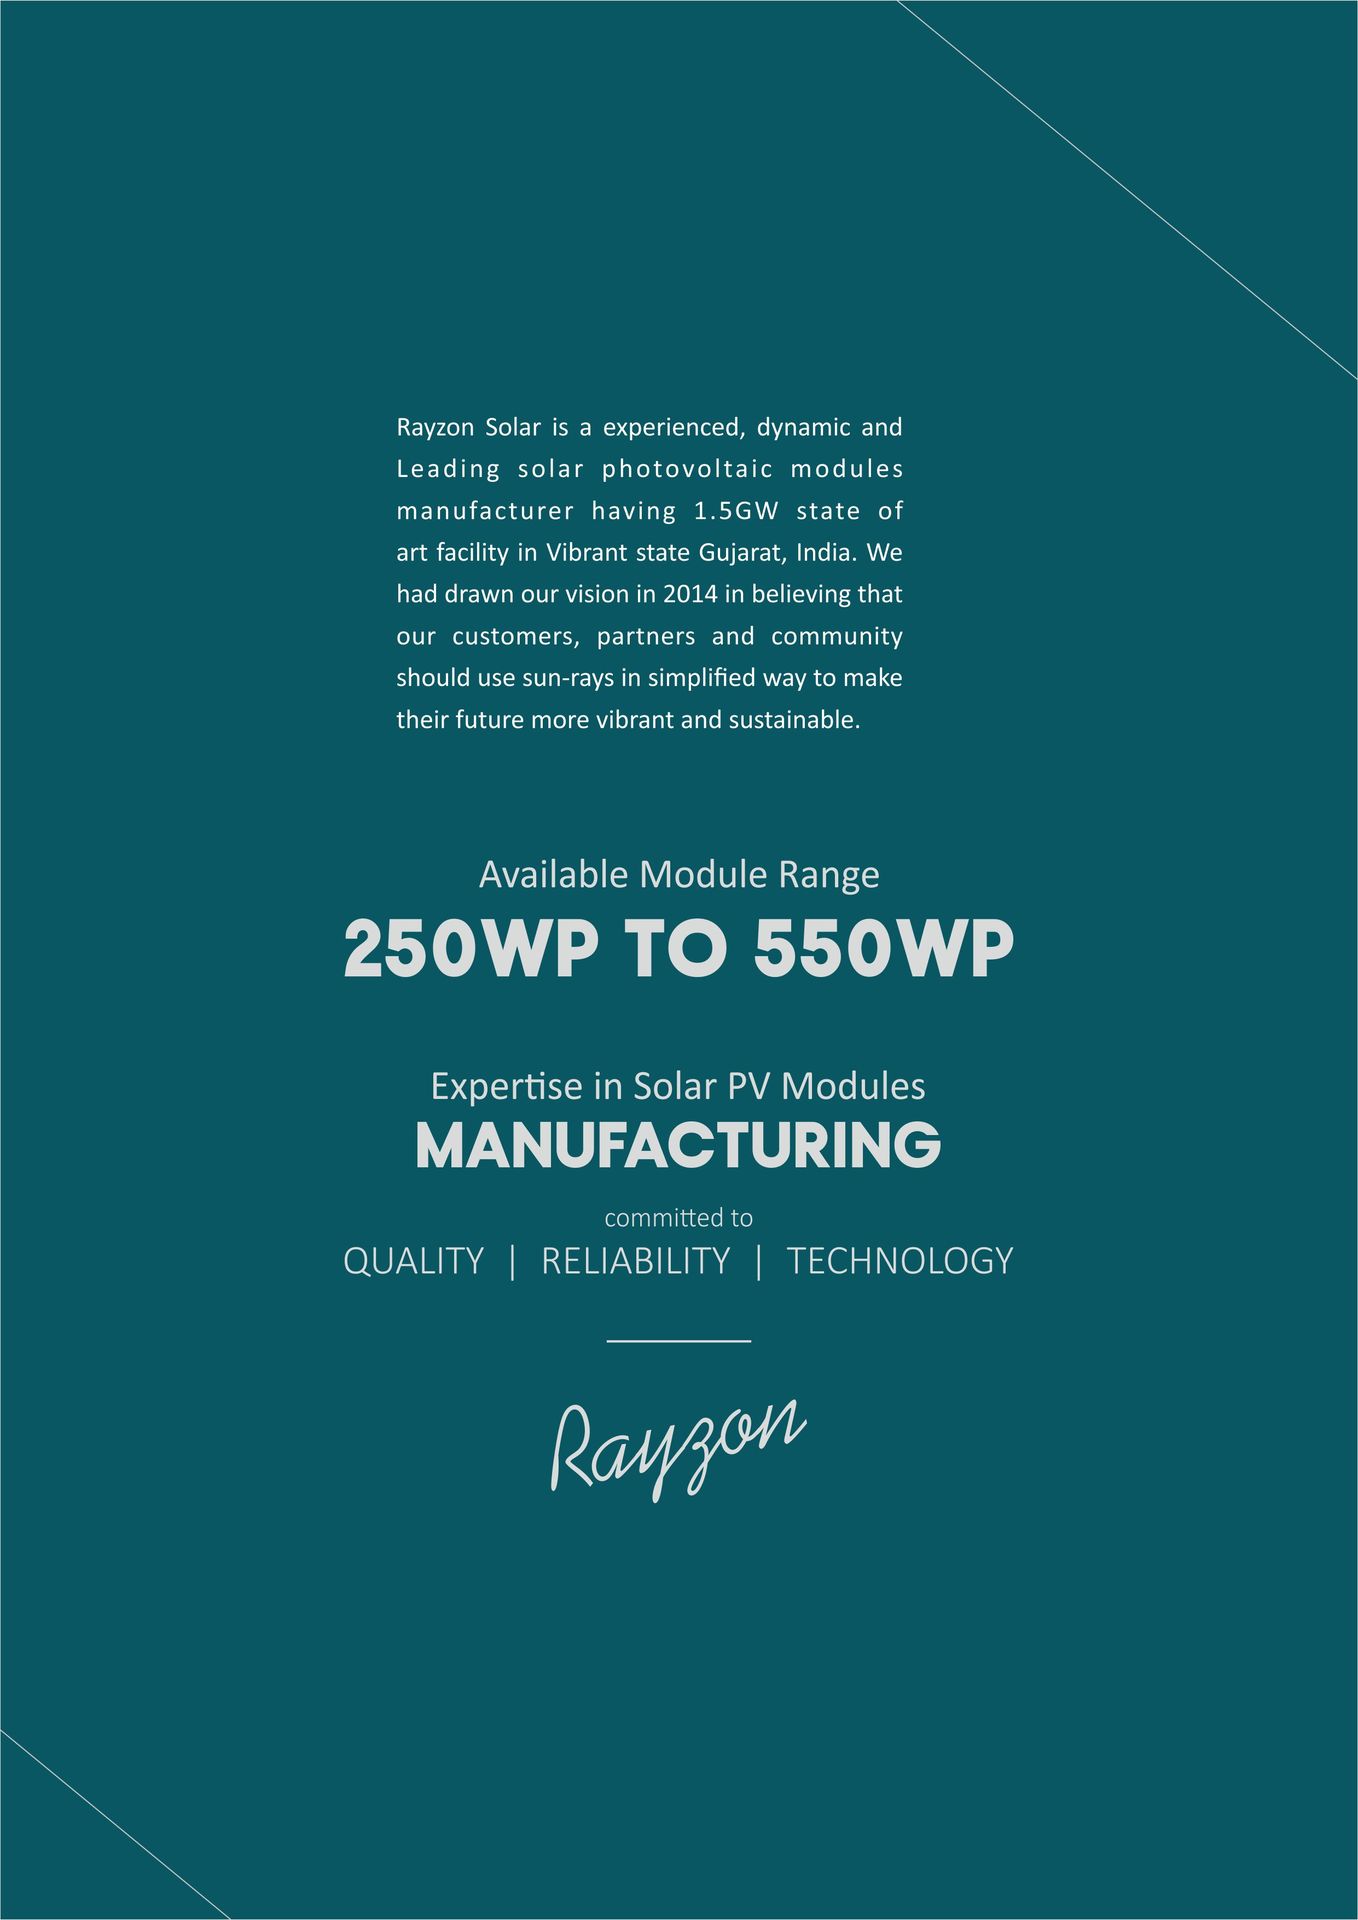 Rayzon Solar is a experienced, dynamic and
Leading solar photovoltaic modules
manufacturer having 1.5GW state of
art facility in Vibrant state Gujarat, India. We
had drawn our vision in 2014 in believing that
our customers, partners and community
should use sun-rays in simplified way to make
their future more vibrant and sustainable.
Available Module Range
250WP TO 550WP
Expertise in Solar PV Modules
MANUFACTURING
committed to
QUALITY | RELIABILITY | TECHNOLOGY
Rayzon